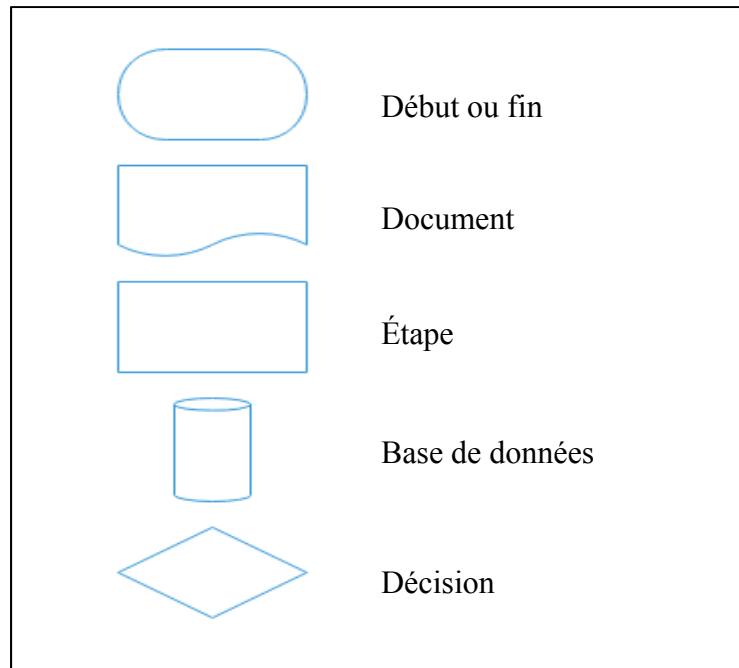 Début ou fin
Document
Étape
Base de données
Décision